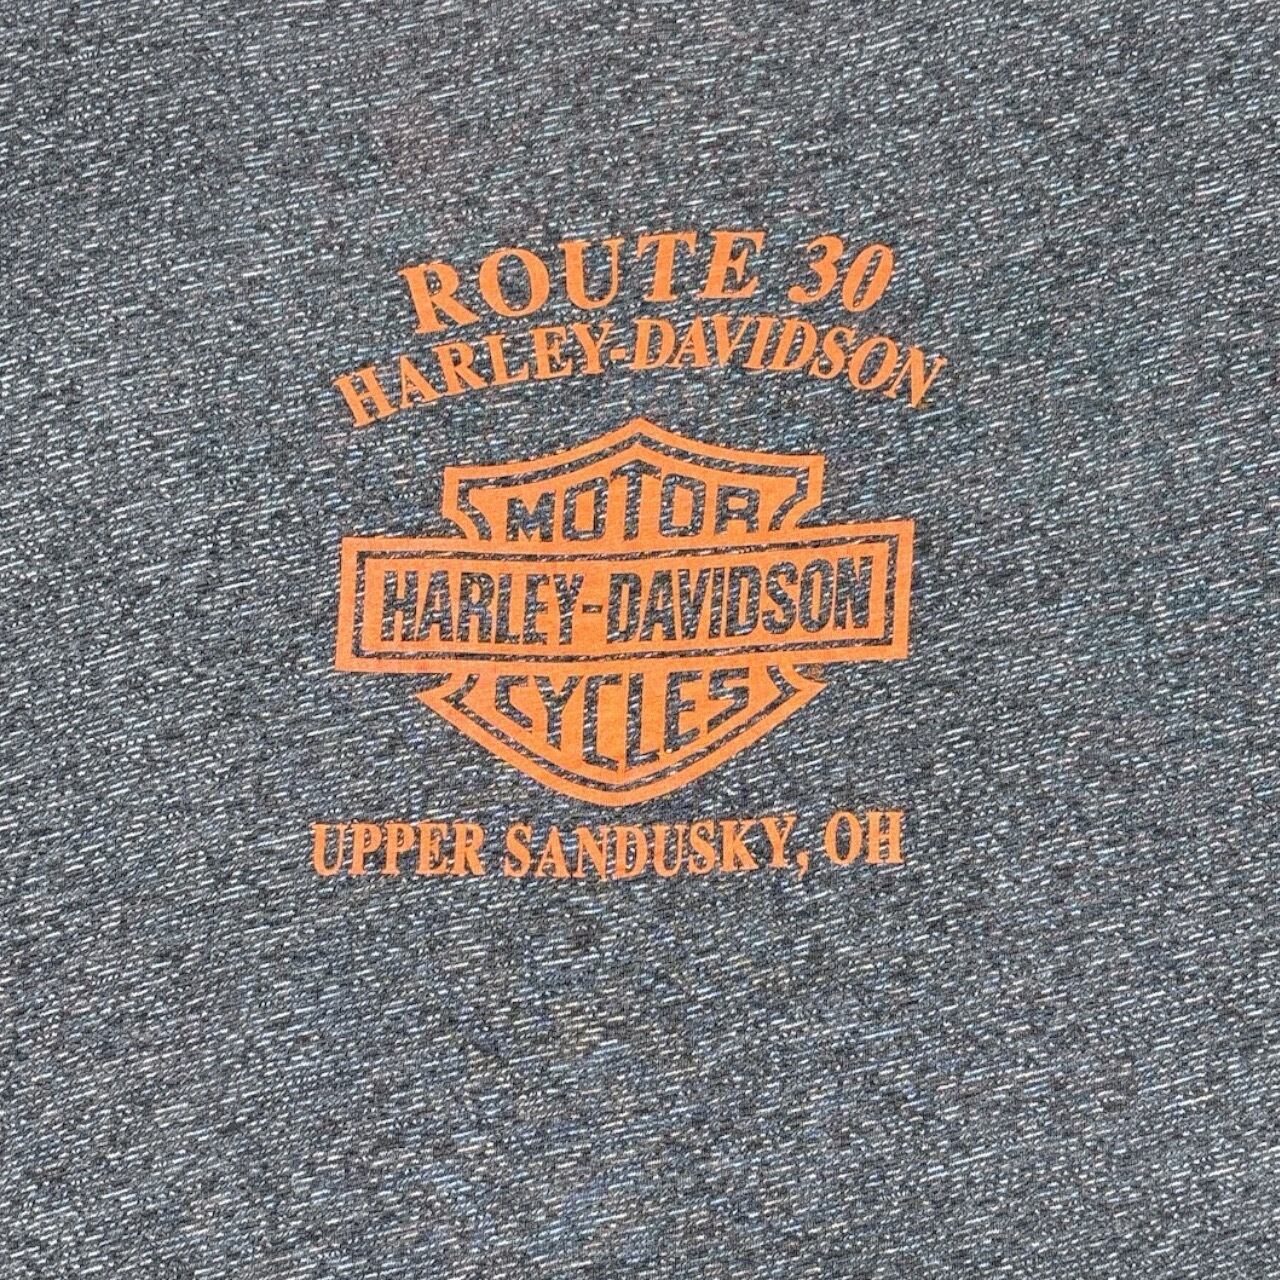 ROUTE 30
HARLEY-DAVIDSON
MOTOR
HARLEY-DAVIDSON
CYCLES
UPPER SANDUSKY, OH